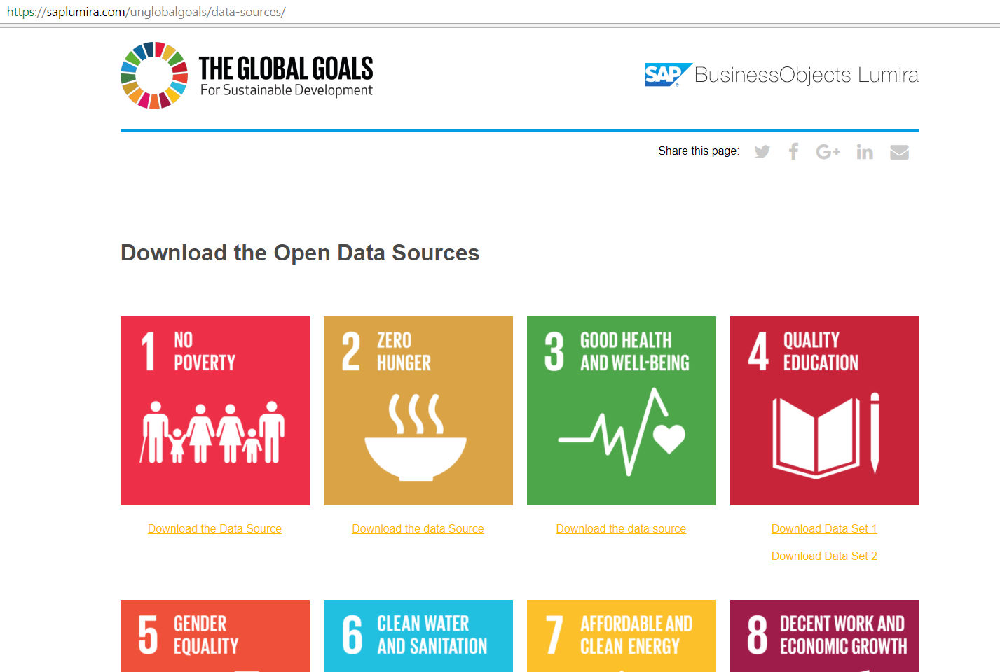 https://saplumira.com/unglobalgoals/data-sources/
THE GLOBAL GOALS
For Sustainable Development
SAP® BusinessObjects Lumira
Share this page:
Download the Open Data Sources
1 NO
POVERTY
2 ZERO
HUNGER
3 GOOD HEALTH
AND WELL-BEING
4 QUALITY
EDUCATION
Download the Data Source
Download the data Source
Download the data source
Download Data Set 1
Download Data Set 2
5 GENDER
EQUALITY
6 CLEAN WATER
AND SANITATION
7 AFFORDABLE AND
CLEAN ENERGY
8 DECENT WORK AND
ECONOMIC GROWTH